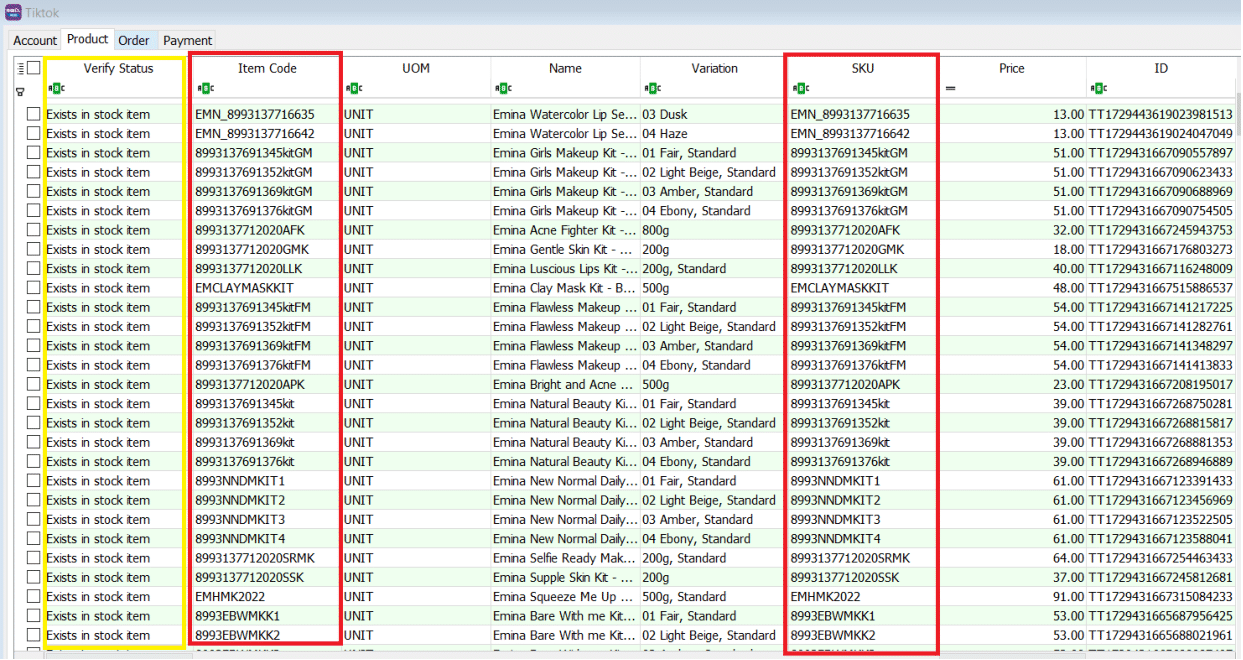 Tiktok
Account Product Order Payment
Verify Status Item Code UOM Name Variation SKU Price ID
Exists in stock item EMN_8993137716635 UNIT Emina Watercolor Lip Se... 03 Dusk EMN_8993137716635 13.00 TT1729443619023981513
Exists in stock item EMN_8993137716642 UNIT Emina Watercolor Lip Se... 04 Haze EMN_8993137716642 13.00 TT1729443619024047049
Exists in stock item 8993137691345kitGM UNIT Emina Girls Makeup Kit -... 01 Fair, Standard 8993137691345kitGM 51.00 TT1729431667090557897
Exists in stock item 8993137691352kitGM UNIT Emina Girls Makeup Kit -... 02 Light Beige, Standard 8993137691352kitGM 51.00 TT1729431667090623433
Exists in stock item 8993137691369kitGM UNIT Emina Girls Makeup Kit -... 03 Amber, Standard 8993137691369kitGM 51.00 TT1729431667090688969
Exists in stock item 8993137691376kitGM UNIT Emina Girls Makeup Kit -... 04 Ebony, Standard 8993137691376kitGM 51.00 TT1729431667090754505
Exists in stock item 8993137712020AFK UNIT Emina Acne Fighter Kit -... 800g 8993137712020AFK 32.00 TT1729431667245943753
Exists in stock item 8993137712020GMK UNIT Emina Gentle Skin Kit - ... 200g 8993137712020GMK 18.00 TT1729431667176803273
Exists in stock item 8993137712020LLK UNIT Emina Luscious Lips Kit -... 200g, Standard 8993137712020LLK 40.00 TT1729431667116248009
Exists in stock item EMCLAYMASKKIT UNIT Emina Clay Mask Kit - B... 500g EMCLAYMASKKIT 48.00 TT1729431667515886537
Exists in stock item 8993137691345kitFM UNIT Emina Flawless Makeup ... 01 Fair, Standard 8993137691345kitFM 54.00 TT1729431667141217225
Exists in stock item 8993137691352kitFM UNIT Emina Flawless Makeup ... 02 Light Beige, Standard 8993137691352kitFM 54.00 TT1729431667141282761
Exists in stock item 8993137691369kitFM UNIT Emina Flawless Makeup ... 03 Amber, Standard 8993137691369kitFM 54.00 TT1729431667141348297
Exists in stock item 8993137691376kitFM UNIT Emina Flawless Makeup ... 04 Ebony, Standard 8993137691376kitFM 54.00 TT1729431667141413833
Exists in stock item 8993137712020APK UNIT Emina Bright and Acne ... 500g 8993137712020APK 23.00 TT1729431667208195017
Exists in stock item 8993137691345kit UNIT Emina Natural Beauty Ki... 01 Fair, Standard 8993137691345kit 39.00 TT1729431667268750281
Exists in stock item 8993137691352kit UNIT Emina Natural Beauty Ki... 02 Light Beige, Standard 8993137691352kit 39.00 TT1729431667268815817
Exists in stock item 8993137691369kit UNIT Emina Natural Beauty Ki... 03 Amber, Standard 8993137691369kit 39.00 TT1729431667268881353
Exists in stock item 8993137691376kit UNIT Emina Natural Beauty Ki... 04 Ebony, Standard 8993137691376kit 39.00 TT1729431667268946889
Exists in stock item 8993NNDMKIT1 UNIT Emina New Normal Daily... 01 Fair, Standard 8993NNDMKIT1 61.00 TT1729431667123391433
Exists in stock item 8993NNDMKIT2 UNIT Emina New Normal Daily... 02 Light Beige, Standard 8993NNDMKIT2 61.00 TT1729431667123456969
Exists in stock item 8993NNDMKIT3 UNIT Emina New Normal Daily... 03 Amber, Standard 8993NNDMKIT3 61.00 TT1729431667123522505
Exists in stock item 8993NNDMKIT4 UNIT Emina New Normal Daily... 04 Ebony, Standard 8993NNDMKIT4 61.00 TT1729431667123588041
Exists in stock item 8993137712020SRMK UNIT Emina Selfie Ready Mak... 200g, Standard 8993137712020SRMK 64.00 TT1729431667254463433
Exists in stock item 8993137712020SSK UNIT Emina Supple Skin Kit - ... 200g 8993137712020SSK 37.00 TT1729431667245812681
Exists in stock item EMHMK2022 UNIT Emina Squeeze Me Up ... 500g, Standard EMHMK2022 91.00 TT1729431667315084233
Exists in stock item 8993EBWMKK1 UNIT Emina Bare With me Kit... 01 Fair, Standard 8993EBWMKK1 53.00 TT1729431665687956425
Exists in stock item 8993EBWMKK2 UNIT Emina Bare With me Kit... 02 Light Beige, Standard 8993EBWMKK2 53.00 TT1729431665688021961